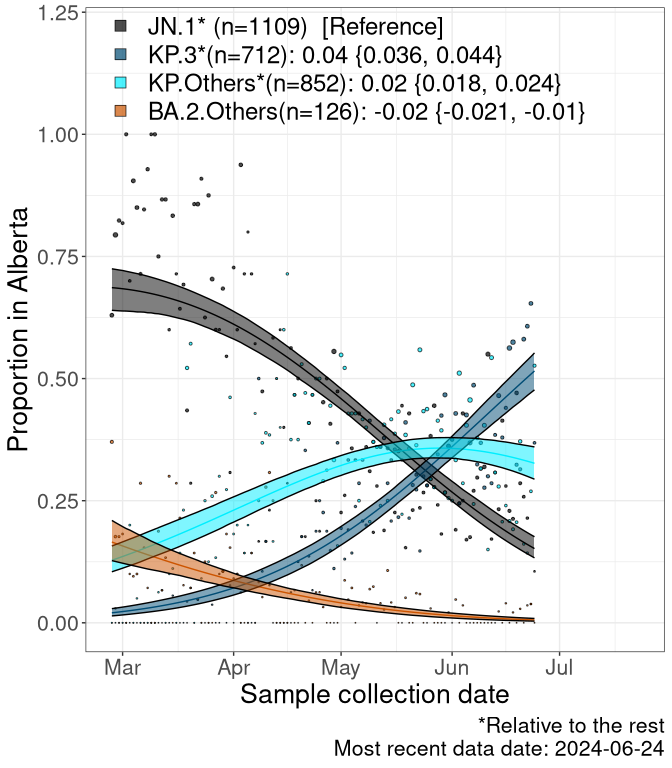 JN.1* (n=1109)  [Reference]
KP.3*(n=712): 0.04 {0.036, 0.044}
KP.Others*(n=852): 0.02 {0.018, 0.024}
BA.2.Others(n=126): -0.02 {-0.021, -0.01}
1.25
1.00
0.75
0.50
0.25
0.00
Proportion in Alberta
Mar Apr May Jun Jul
Sample collection date
*Relative to the rest
Most recent data date: 2024-06-24